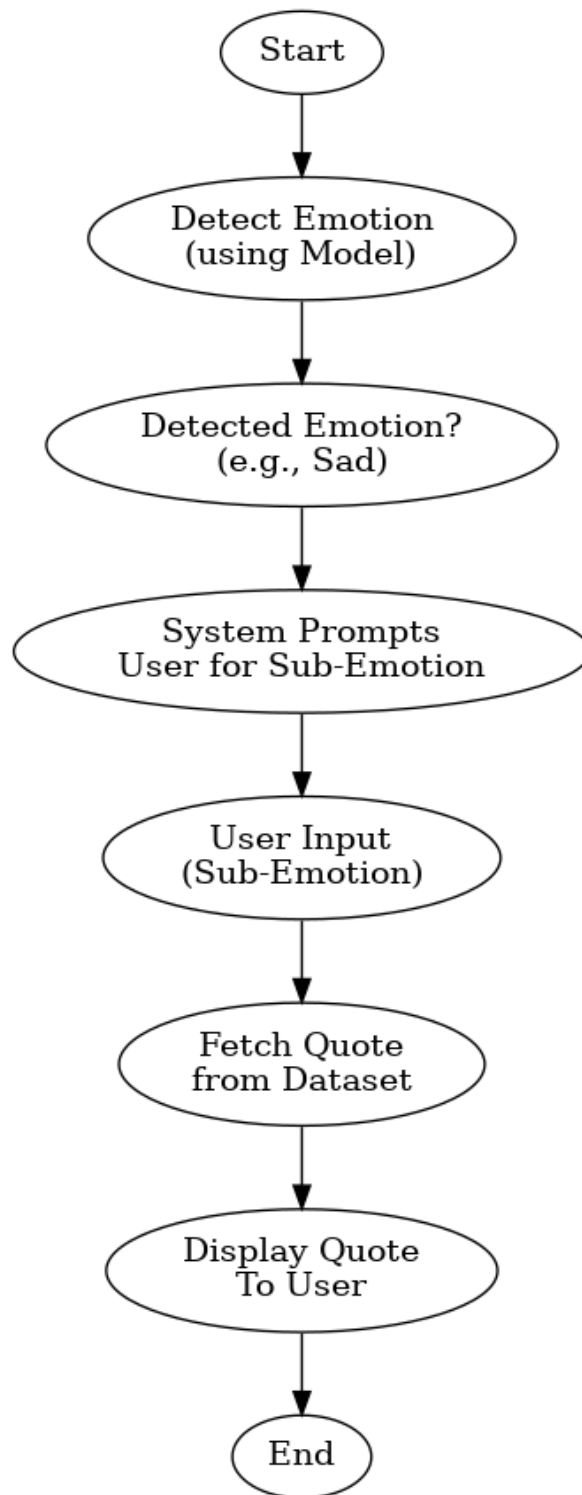 Start
Detect Emotion
(using Model)
Detected Emotion?
(e.g., Sad)
System Prompts
User for Sub-Emotion
User Input
(Sub-Emotion)
Fetch Quote
from Dataset
Display Quote
To User
End